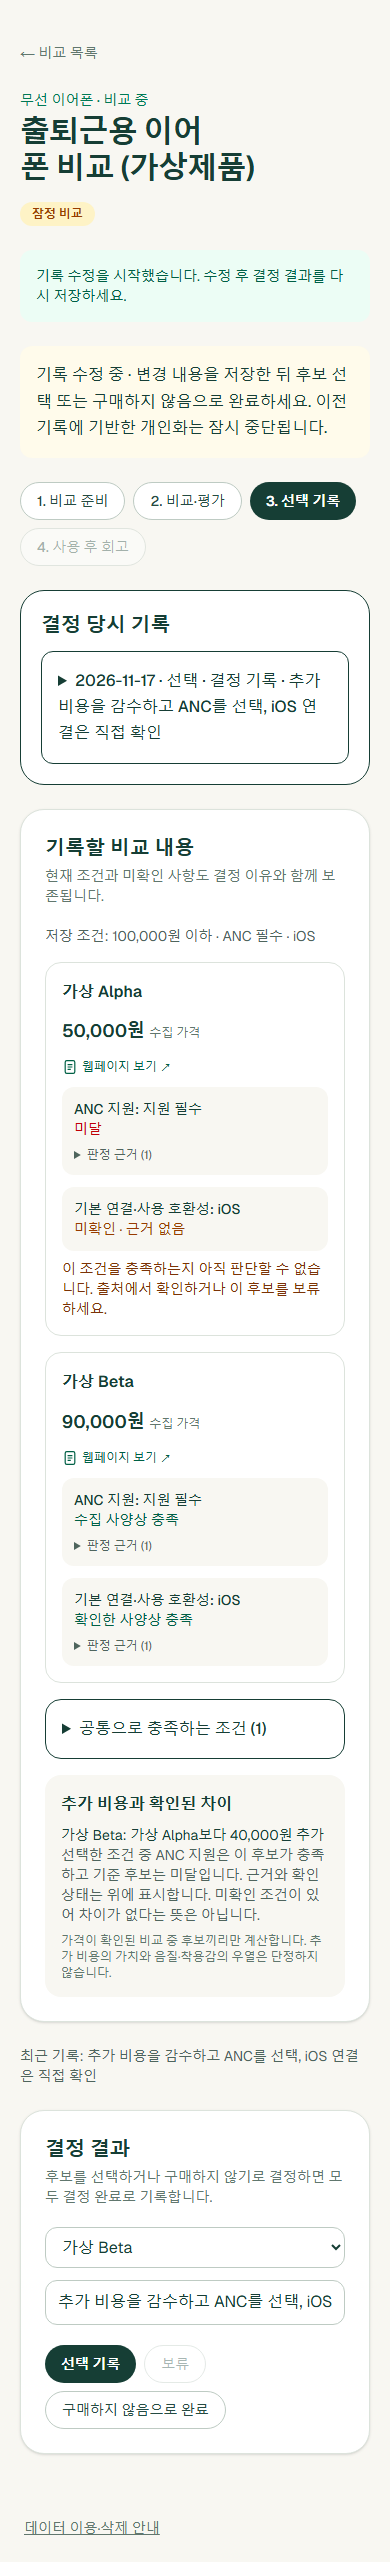 ← 비교 목록
무선 이어폰 · 비교 중
출퇴근용 이어
폰 비교 (가상제품)
잠정 비교
기록 수정을 시작했습니다. 수정 후 결정 결과를 다
시 저장하세요.
기록 수정 중 · 변경 내용을 저장한 뒤 후보 선
택 또는 구매하지 않음으로 완료하세요. 이전
기록에 기반한 개인화는 잠시 중단됩니다.
1. 비교 준비
2. 비교·평가
3. 선택 기록
4. 사용 후 회고
결정 당시 기록
▶ 2026-11-17 · 선택 · 결정 기록 · 추가
비용을 감수하고 ANC를 선택, iOS 연
결은 직접 확인
기록할 비교 내용
현재 조건과 미확인 사항도 결정 이유와 함께 보
존됩니다.
저장 조건: 100,000원 이하 · ANC 필수 · iOS
가상 Alpha
50,000원 수집 가격
웹페이지 보기 ↗
ANC 지원: 지원 필수
미달
▶ 판정 근거 (1)
기본 연결·사용 호환성: iOS
미확인 · 근거 없음
이 조건을 충족하는지 아직 판단할 수 없습
니다. 출처에서 확인하거나 이 후보를 보류
하세요.
가상 Beta
90,000원 수집 가격
웹페이지 보기 ↗
ANC 지원: 지원 필수
수집 사양상 충족
▶ 판정 근거 (1)
기본 연결·사용 호환성: iOS
확인한 사양상 충족
▶ 판정 근거 (1)
▶ 공통으로 충족하는 조건 (1)
추가 비용과 확인된 차이
가상 Beta: 가상 Alpha보다 40,000원 추가
선택한 조건 중 ANC 지원은 이 후보가 충족
하고 기준 후보는 미달입니다. 근거와 확인
상태는 위에 표시합니다. 미확인 조건이 있
어 차이가 없다는 뜻은 아닙니다.
가격이 확인된 비교 중 후보끼리만 계산합니다. 추
가 비용의 가치와 음질·착용감의 우열은 단정하지
않습니다.
최근 기록: 추가 비용을 감수하고 ANC를 선택, iOS 연결
은 직접 확인
결정 결과
후보를 선택하거나 구매하지 않기로 결정하면 모
두 결정 완료로 기록합니다.
가상 Beta
추가 비용을 감수하고 ANC를 선택, iOS
선택 기록
보류
구매하지 않음으로 완료
데이터 이용·삭제 안내